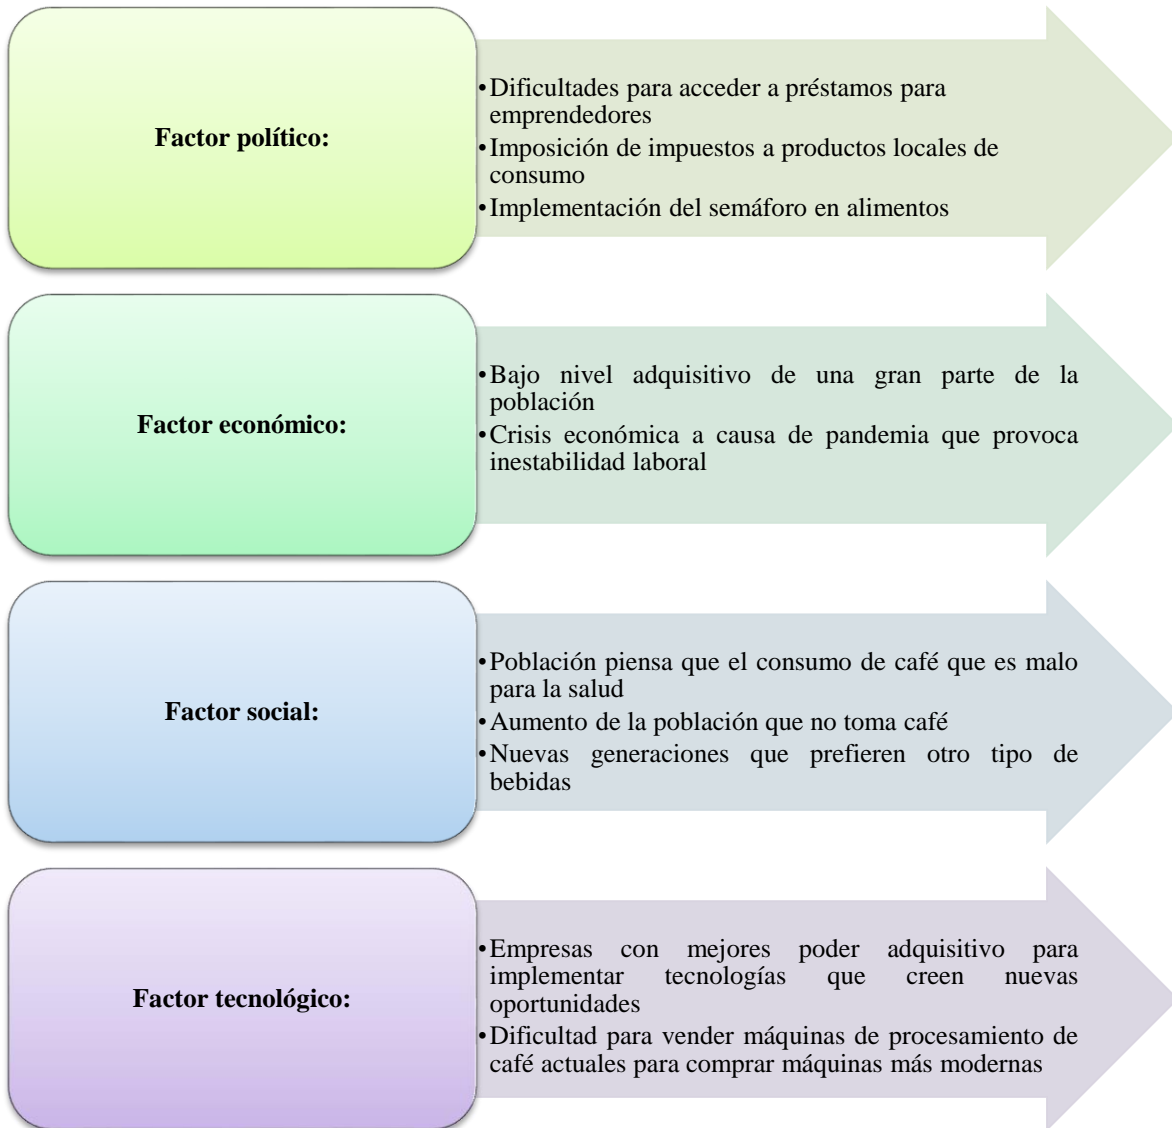 Factor político:
•Dificultades para acceder a préstamos para
emprendedores
•Imposición de impuestos a productos locales de
consumo
•Implementación del semáforo en alimentos
Factor económico:
•Bajo nivel adquisitivo de una gran parte de la
población
•Crisis económica a causa de pandemia que provoca
inestabilidad laboral
Factor social:
•Población piensa que el consumo de café que es malo
para la salud
•Aumento de la población que no toma café
•Nuevas generaciones que prefieren otro tipo de
bebidas
Factor tecnológico:
•Empresas con mejores poder adquisitivo para
implementar tecnologías que creen nuevas
oportunidades
•Dificultad para vender máquinas de procesamiento de
café actuales para comprar máquinas más modernas